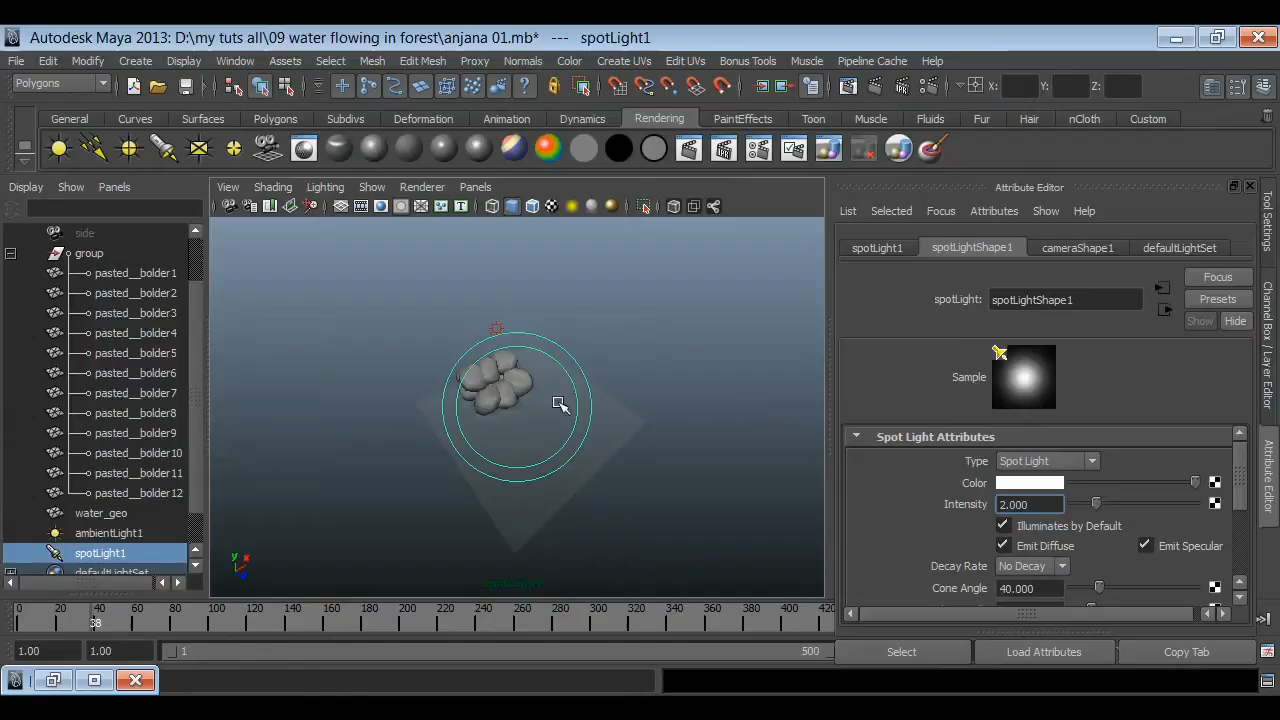 Autodesk Maya 2013: D:\my tuts all\09 water flowing in forest\anjana 01.mb* --- spotLight1
File Edit Modify Create Display Window Assets Select Mesh Edit Mesh Proxy Normals Color Create UVs Edit UVs Bonus Tools Muscle Pipeline Cache Help
Polygons X: Y: Z:
General Curves Surfaces Polygons Subdivs Deformation Animation Dynamics Rendering PaintEffects Toon Muscle Fluids Fur Hair nCloth Custom
Display Show Panels
View Shading Lighting Show Renderer Panels
Attribute Editor
List Selected Focus Attributes Show Help
side
group
pasted__bolder1
pasted__bolder2
pasted__bolder3
pasted__bolder4
pasted__bolder5
pasted__bolder6
pasted__bolder7
pasted__bolder8
pasted__bolder9
pasted__bolder10
pasted__bolder11
pasted__bolder12
water_geo
ambientLight1
spotLight1
defaultLightSet
y x
z
spotLight1 spotLightShape1 cameraShape1 defaultLightSet
spotLight: spotLightShape1
Focus
Presets
Show Hide
Sample
Spot Light Attributes
Type Spot Light
Color
Intensity 2.000
Illuminates by Default
Emit Diffuse Emit Specular
Decay Rate No Decay
Cone Angle 40.000
Select Load Attributes Copy Tab
Tool Settings
Channel Box / Layer Editor
Attribute Editor
0 20 40 60 80 100 120 140 160 180 200 220 240 260 280 300 320 340 360 380 400 420
38
1.00 1.00 1 500